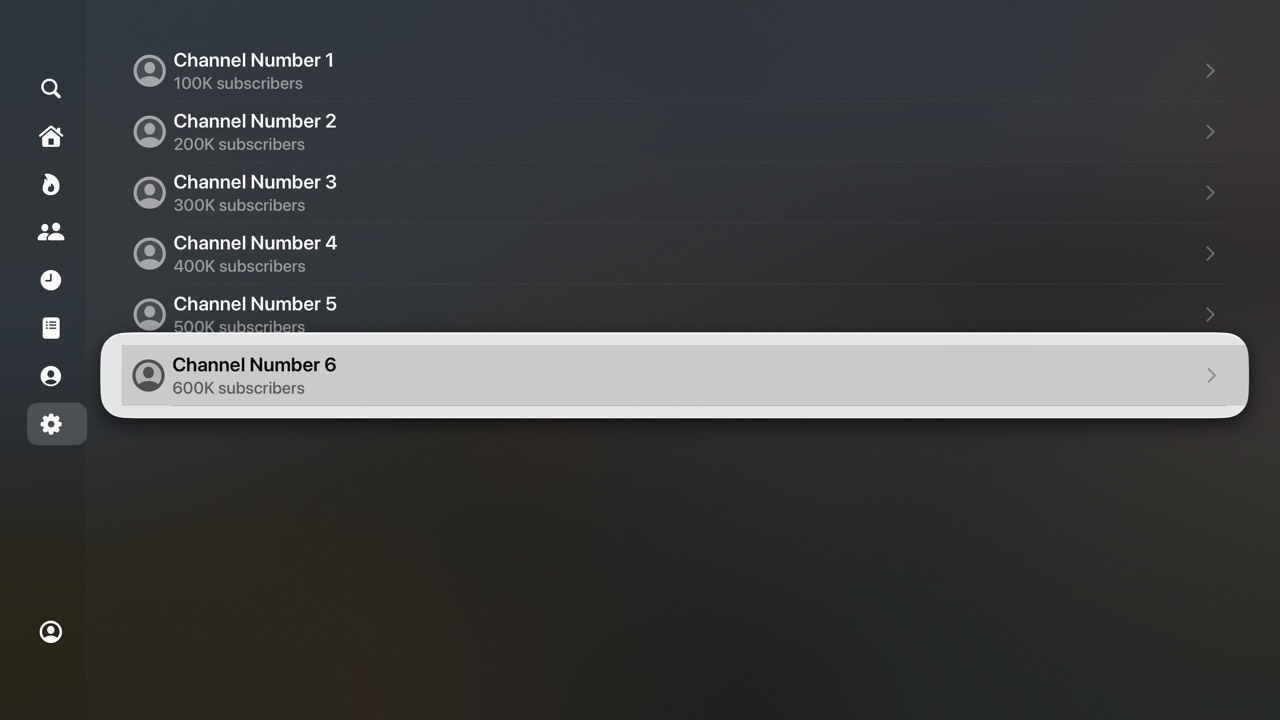 Channel Number 1
100K subscribers
Channel Number 2
200K subscribers
Channel Number 3
300K subscribers
Channel Number 4
400K subscribers
Channel Number 5
500K subscribers
Channel Number 6
600K subscribers